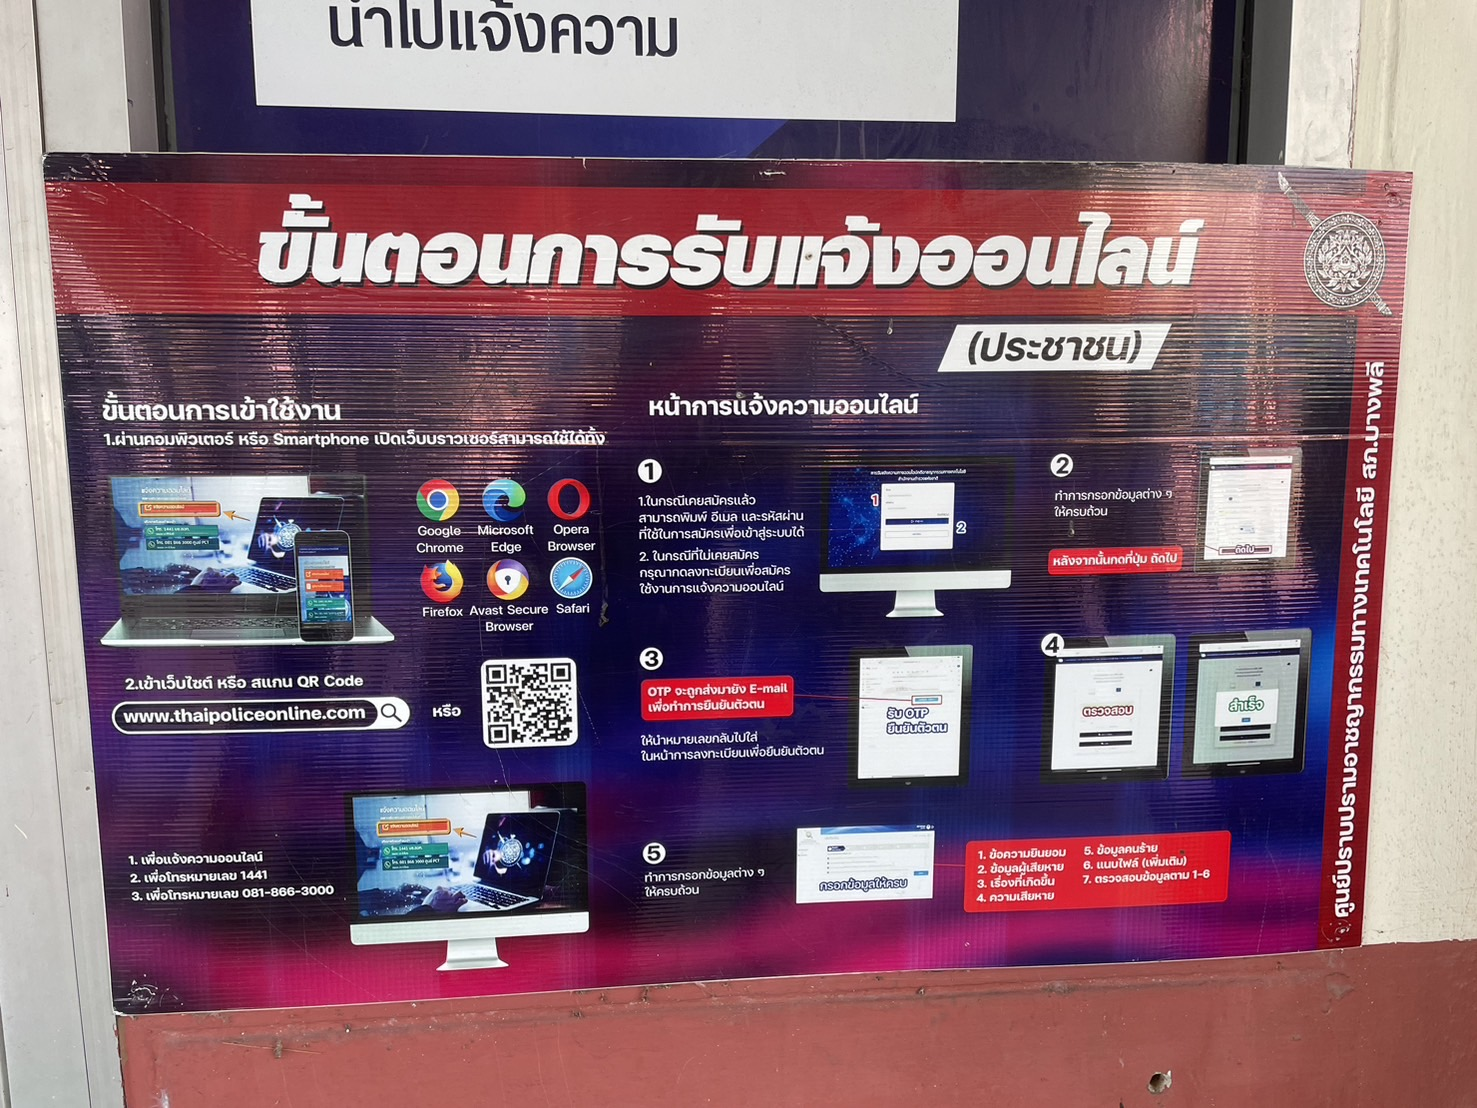 นำไปแจ้งความ
ขั้นตอนการรับแจ้งออนไลน์
(ประชาชน)
ขั้นตอนการเข้าใช้งาน
1.ผ่านคอมพิวเตอร์ หรือ Smartphone เปิดเว็บบราวเซอร์สามารถใช้ได้ทั้ง
แจ้งความออนไลน์
Google Chrome
Microsoft Edge
Opera Browser
Firefox
Avast Secure Browser
Safari
2.เข้าเว็บไซต์ หรือ สแกน QR Code
www.thaipoliceonline.com
หรือ
แจ้งความออนไลน์
1. เพื่อแจ้งความออนไลน์
2. เพื่อโทรหมายเลข 1441
3. เพื่อโทรหมายเลข 081-866-3000
หน้าการแจ้งความออนไลน์
1
1.ในกรณีเคยสมัครแล้ว
สามารถพิมพ์ อีเมล และรหัสผ่าน
ที่ใช้ในการสมัครเพื่อเข้าสู่ระบบได้
2. ในกรณีที่ไม่เคยสมัคร
กรุณากดลงทะเบียนเพื่อสมัคร
ใช้งานการแจ้งความออนไลน์
1
2
2
ทำการกรอกข้อมูลต่าง ๆ
ให้ครบถ้วน
หลังจากนั้นกดที่ปุ่ม ถัดไป
ถัดไป
3
OTP จะถูกส่งมายัง E-mail
เพื่อทำการยืนยันตัวตน
ให้นำหมายเลขกลับไปใส่
ในหน้าการลงทะเบียนเพื่อยืนยันตัวตน
รับ OTP
ยืนยันตัวตน
4
ตรวจสอบ
สำเร็จ
5
ทำการกรอกข้อมูลต่าง ๆ
ให้ครบถ้วน
กรอกข้อมูลให้ครบ
1. ข้อความยินยอม
2. ข้อมูลผู้เสียหาย
3. เรื่องที่เกิดขึ้น
4. ความเสียหาย
5. ข้อมูลคนร้าย
6. แนบไฟล์ (เพิ่มเติม)
7. ตรวจสอบข้อมูลตาม 1-6
ศูนย์ปราบปรามอาชญากรรมทางเทคโนโลยี สภ.บางพลี